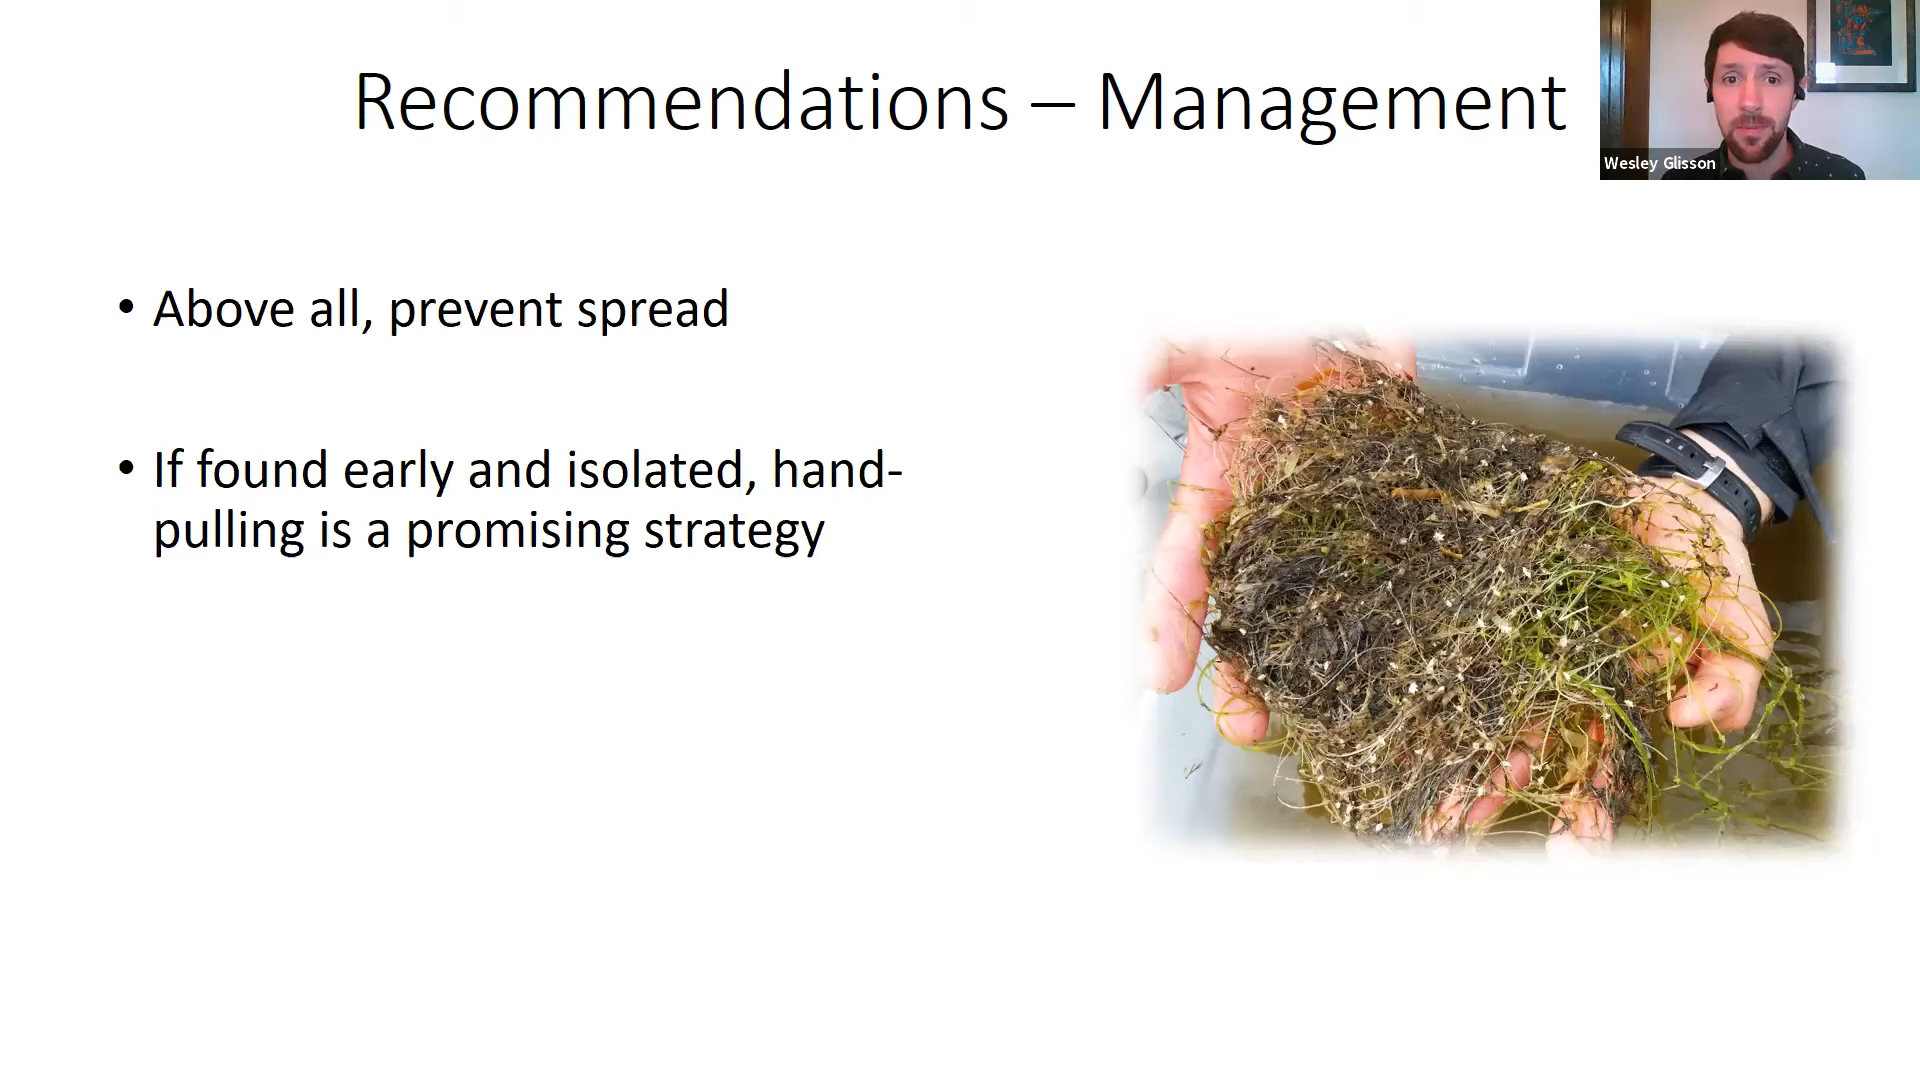 Recommendations – Management
Wesley Glisson
• Above all, prevent spread
• If found early and isolated, hand-
pulling is a promising strategy